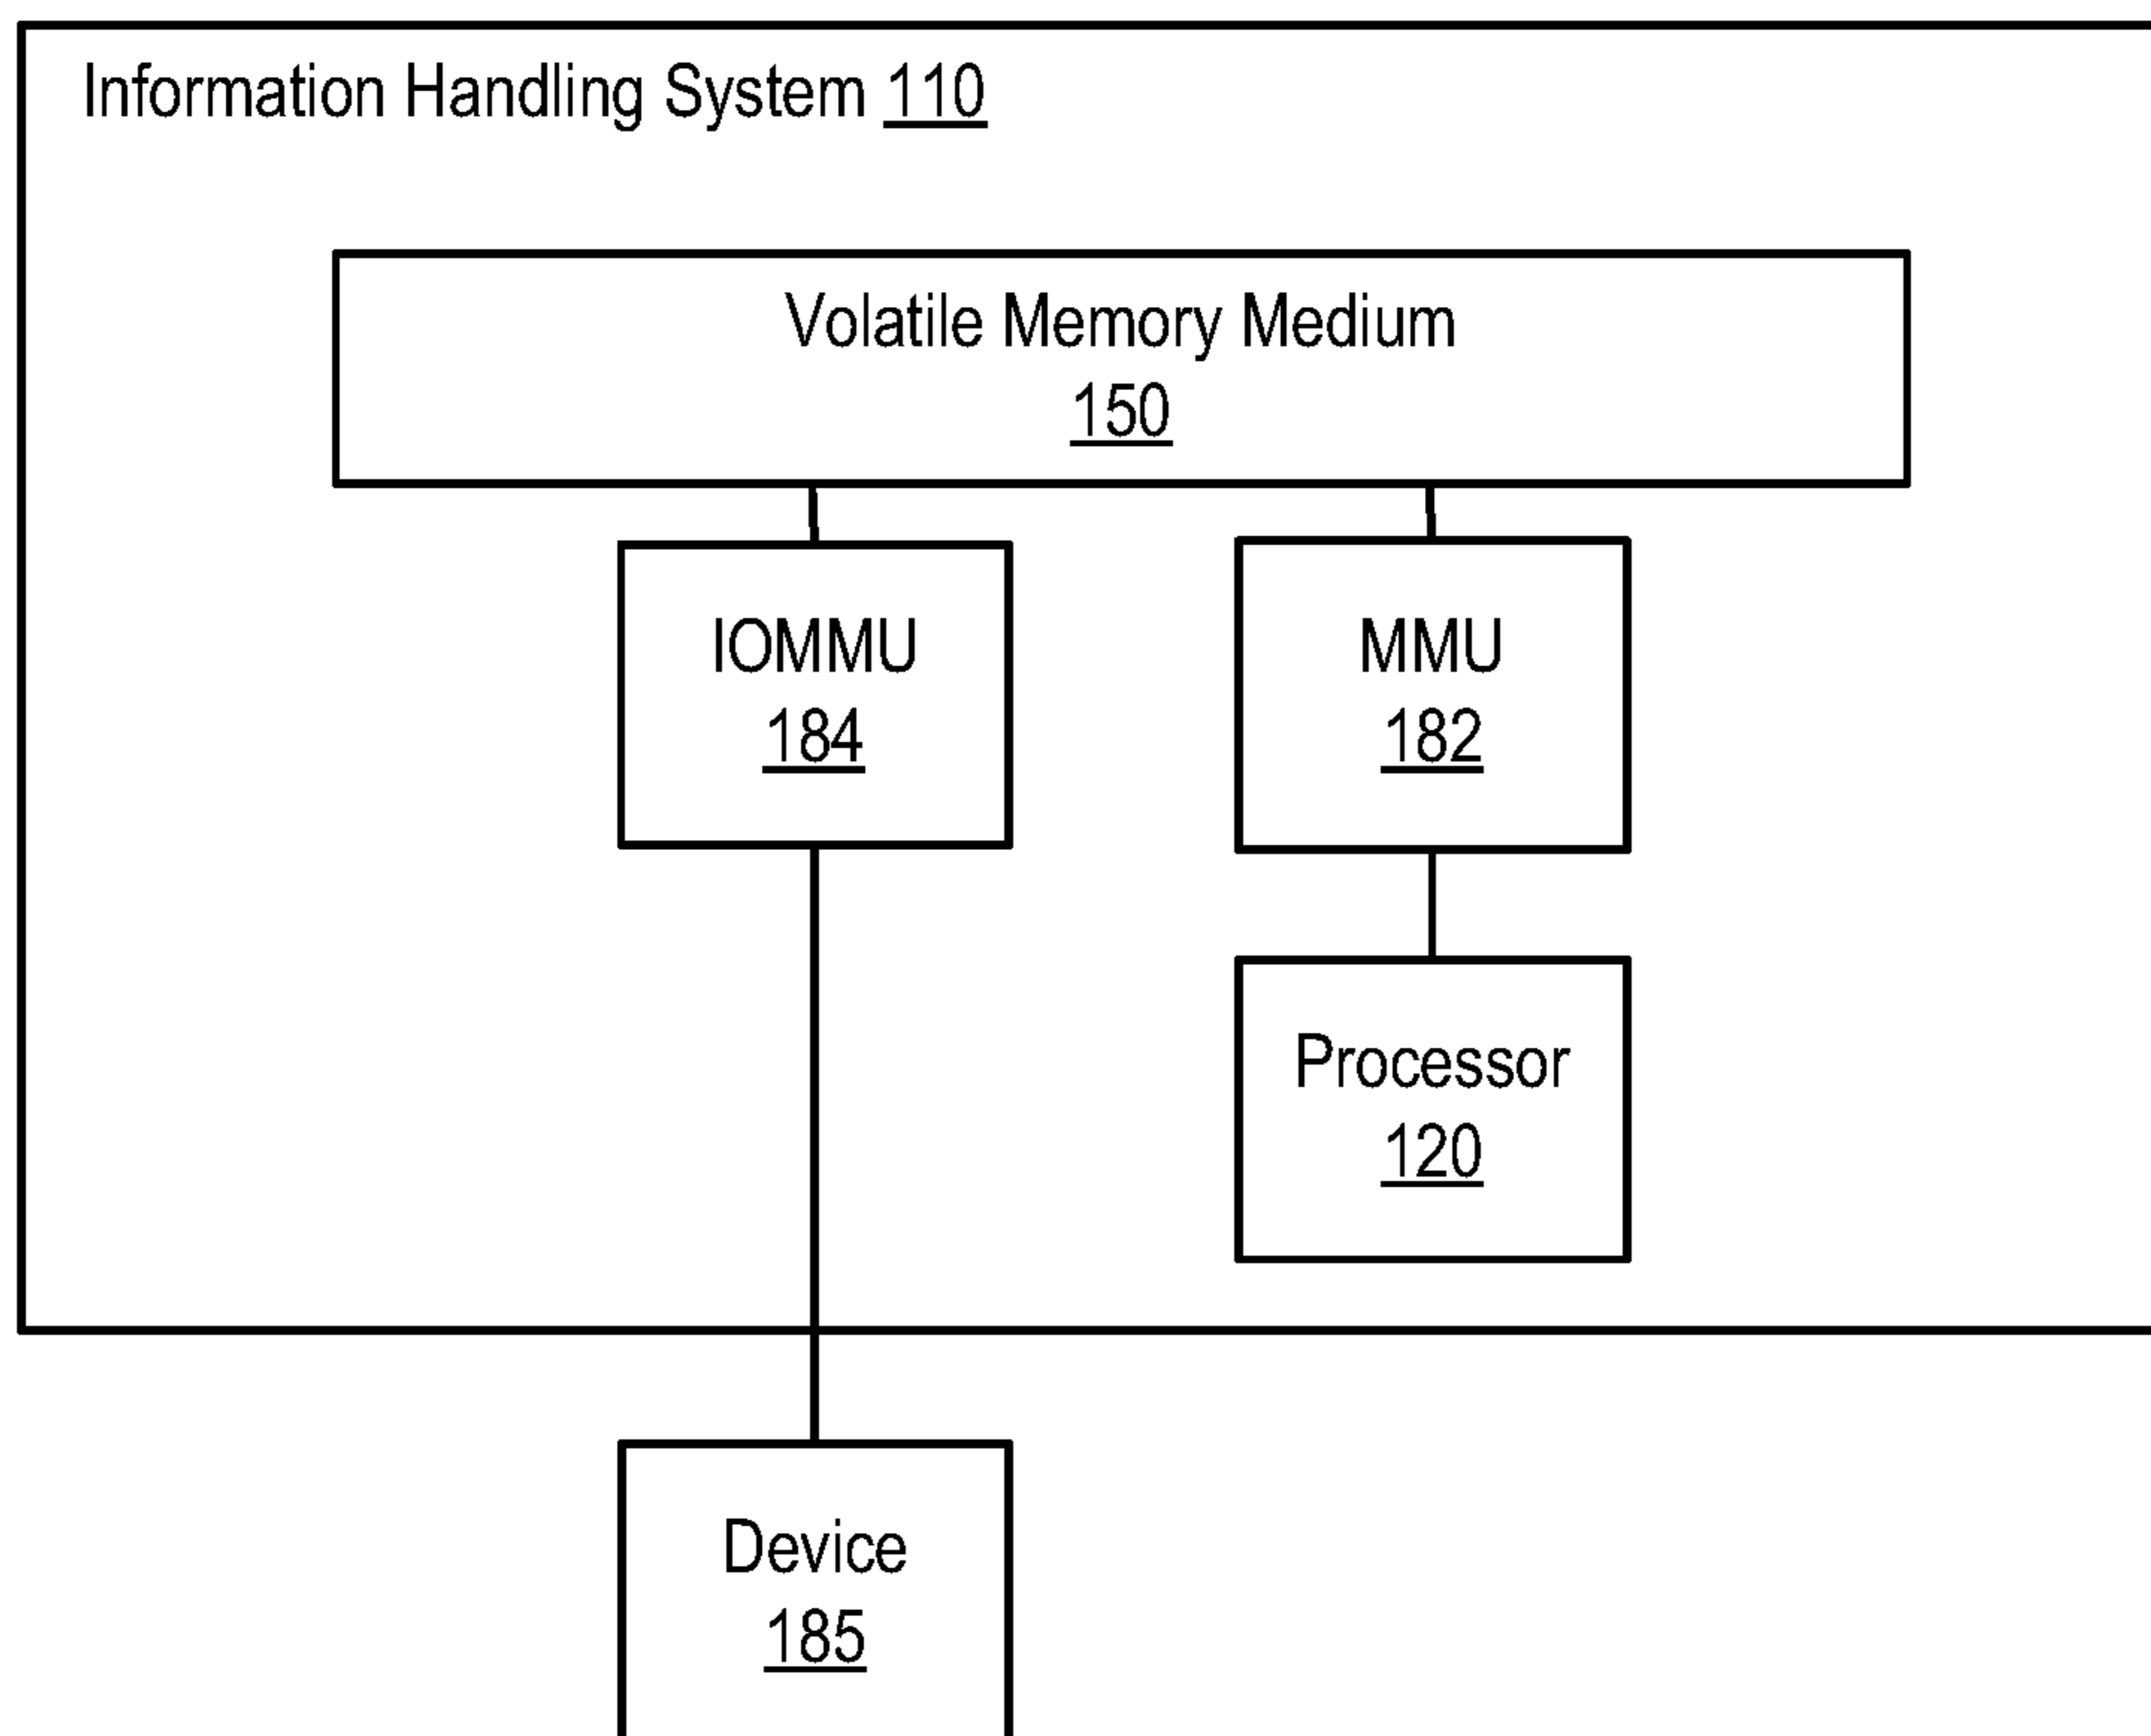 Information Handling System 110
Volatile Memory Medium
150
IOMMU
184
MMU
182
Processor
120
Device
185